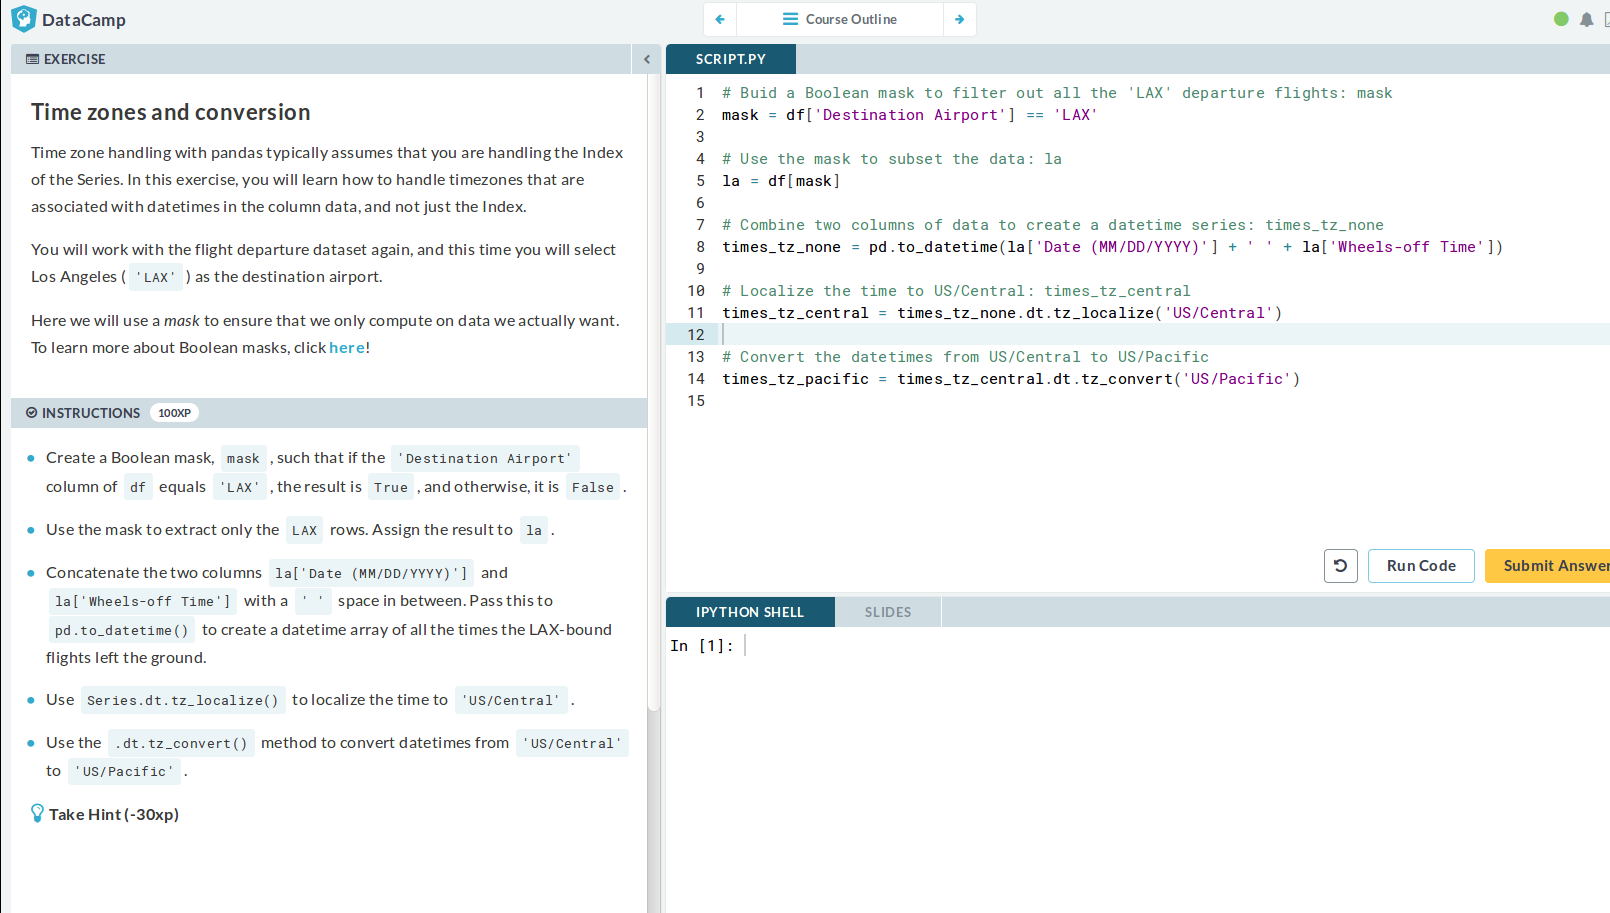 DataCamp
Course Outline
EXERCISE
Time zones and conversion
Time zone handling with pandas typically assumes that you are handling the Index
of the Series. In this exercise, you will learn how to handle timezones that are
associated with datetimes in the column data, and not just the Index.
You will work with the flight departure dataset again, and this time you will select
Los Angeles ( 'LAX' ) as the destination airport.
Here we will use a mask to ensure that we only compute on data we actually want.
To learn more about Boolean masks, click here!
INSTRUCTIONS 100XP
Create a Boolean mask, mask , such that if the 'Destination Airport'
column of df equals 'LAX' , the result is True , and otherwise, it is False .
Use the mask to extract only the LAX rows. Assign the result to la .
Concatenate the two columns la['Date (MM/DD/YYYY)'] and
la['Wheels-off Time'] with a ' ' space in between. Pass this to
pd.to_datetime() to create a datetime array of all the times the LAX-bound
flights left the ground.
Use Series.dt.tz_localize() to localize the time to 'US/Central' .
Use the .dt.tz_convert() method to convert datetimes from 'US/Central'
to 'US/Pacific' .
Take Hint (-30xp)
SCRIPT.PY
1 # Buid a Boolean mask to filter out all the 'LAX' departure flights: mask
2 mask = df['Destination Airport'] == 'LAX'
3
4 # Use the mask to subset the data: la
5 la = df[mask]
6
7 # Combine two columns of data to create a datetime series: times_tz_none
8 times_tz_none = pd.to_datetime(la['Date (MM/DD/YYYY)'] + ' ' + la['Wheels-off Time'])
9
10 # Localize the time to US/Central: times_tz_central
11 times_tz_central = times_tz_none.dt.tz_localize('US/Central')
12
13 # Convert the datetimes from US/Central to US/Pacific
14 times_tz_pacific = times_tz_central.dt.tz_convert('US/Pacific')
15
Run Code
Submit Answer
IPYTHON SHELL
SLIDES
In [1]: